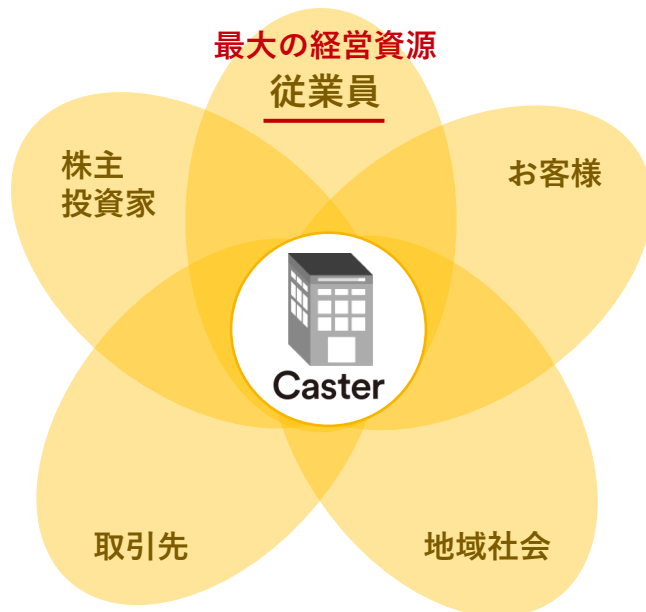 最大の経営資源
従業員
株主
投資家
お客様
Caster
取引先
地域社会